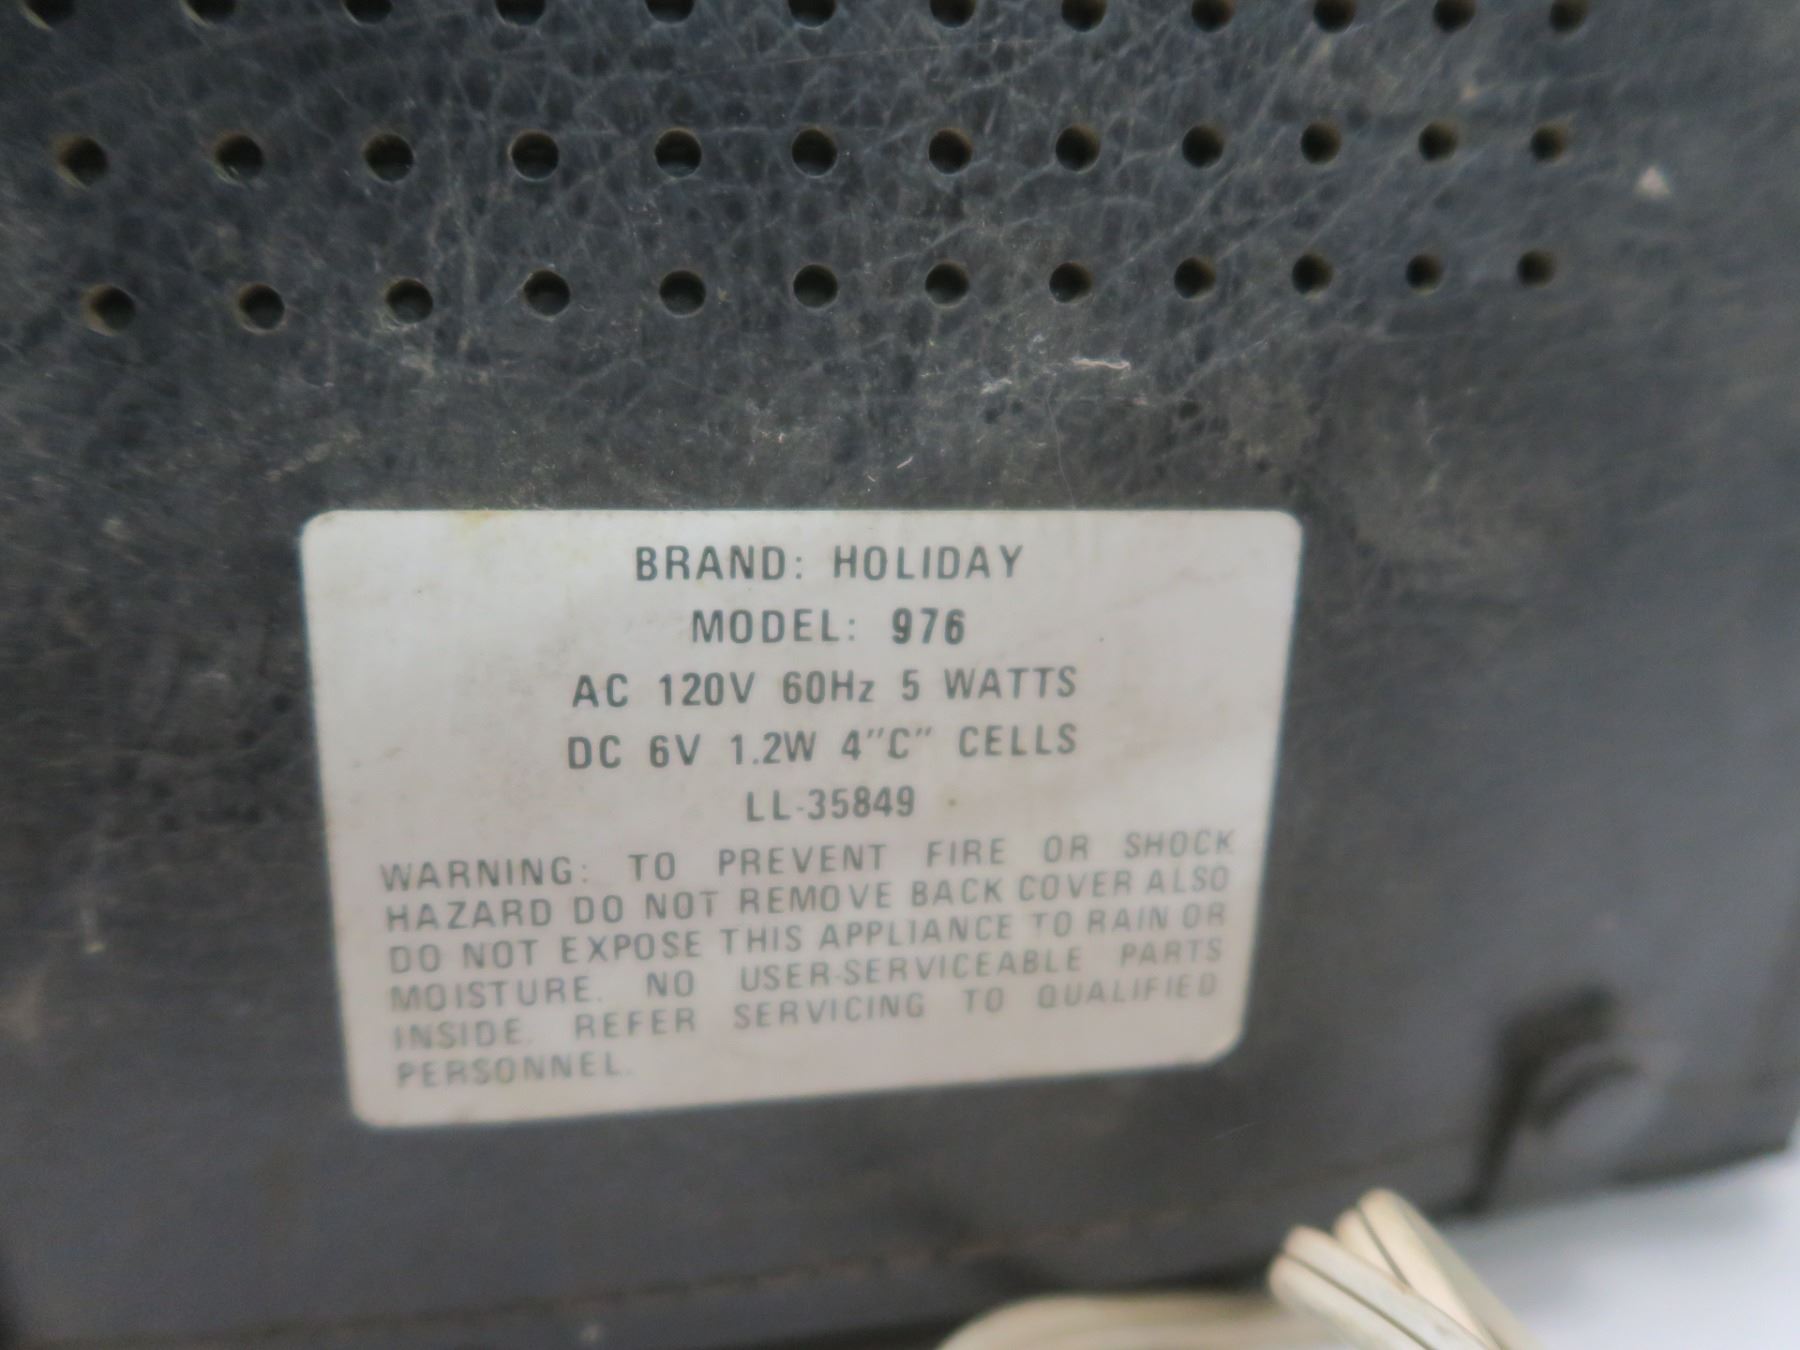 BRAND: HOLIDAY
MODEL: 976
AC 120V 60Hz 5 WATTS
DC 6V 1.2W 4"C" CELLS
LL-35849
WARNING: TO PREVENT FIRE OR SHOCK
HAZARD DO NOT REMOVE BACK COVER ALSO
DO NOT EXPOSE THIS APPLIANCE TO RAIN OR
MOISTURE. NO USER-SERVICEABLE PARTS
INSIDE. REFER SERVICING TO QUALIFIED
PERSONNEL.